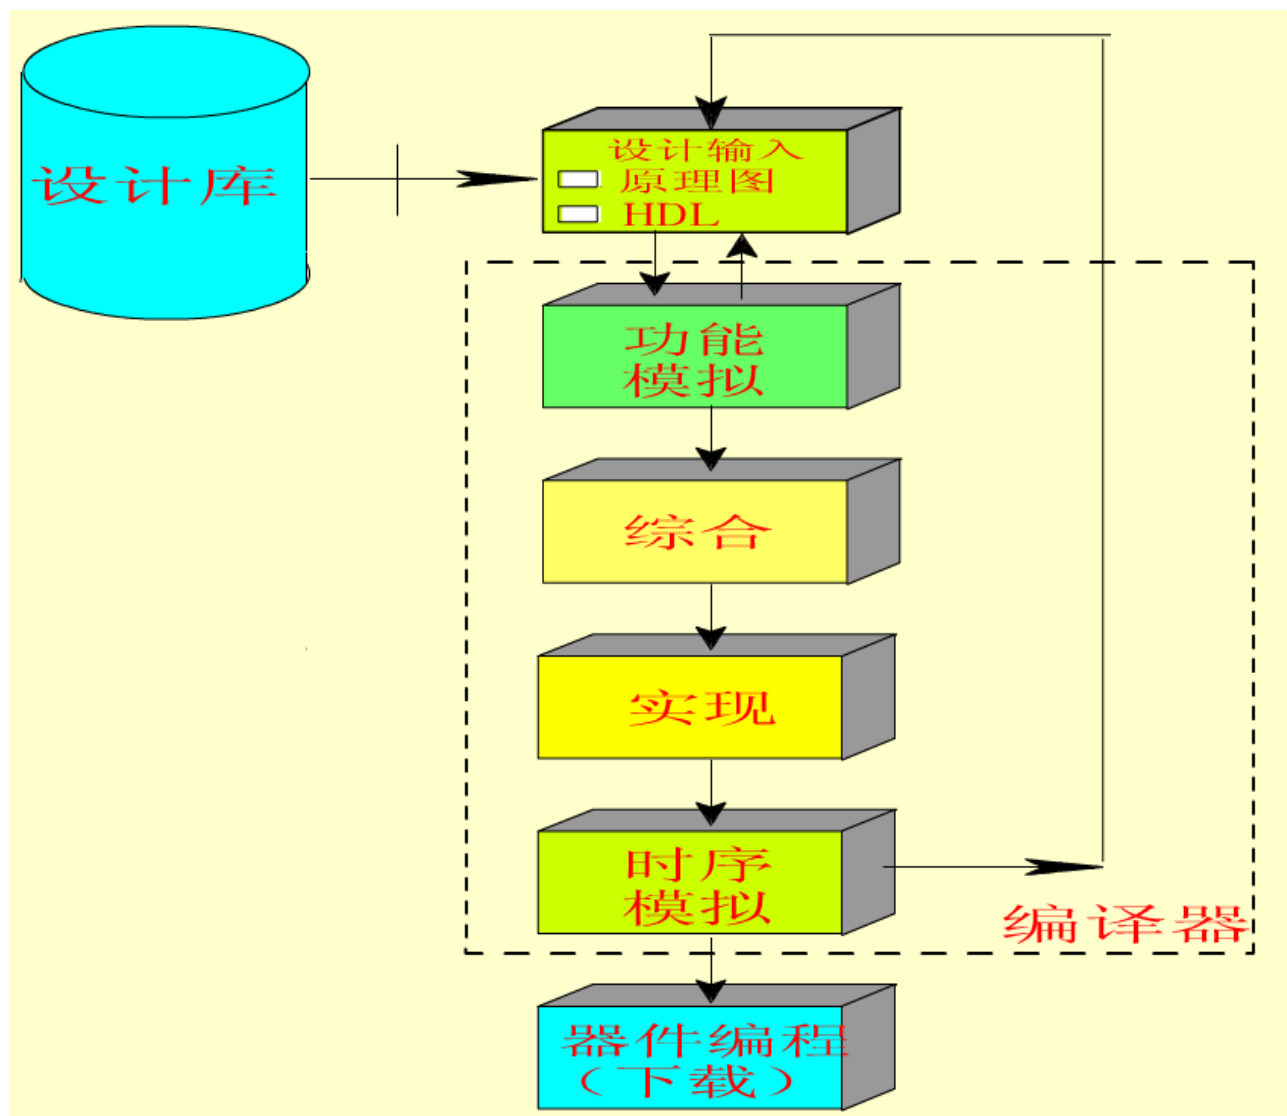 设计库
设计输入
原理图
HDL
功能
模拟
综合
实现
时序
模拟
编译器
器件编程
（下载）